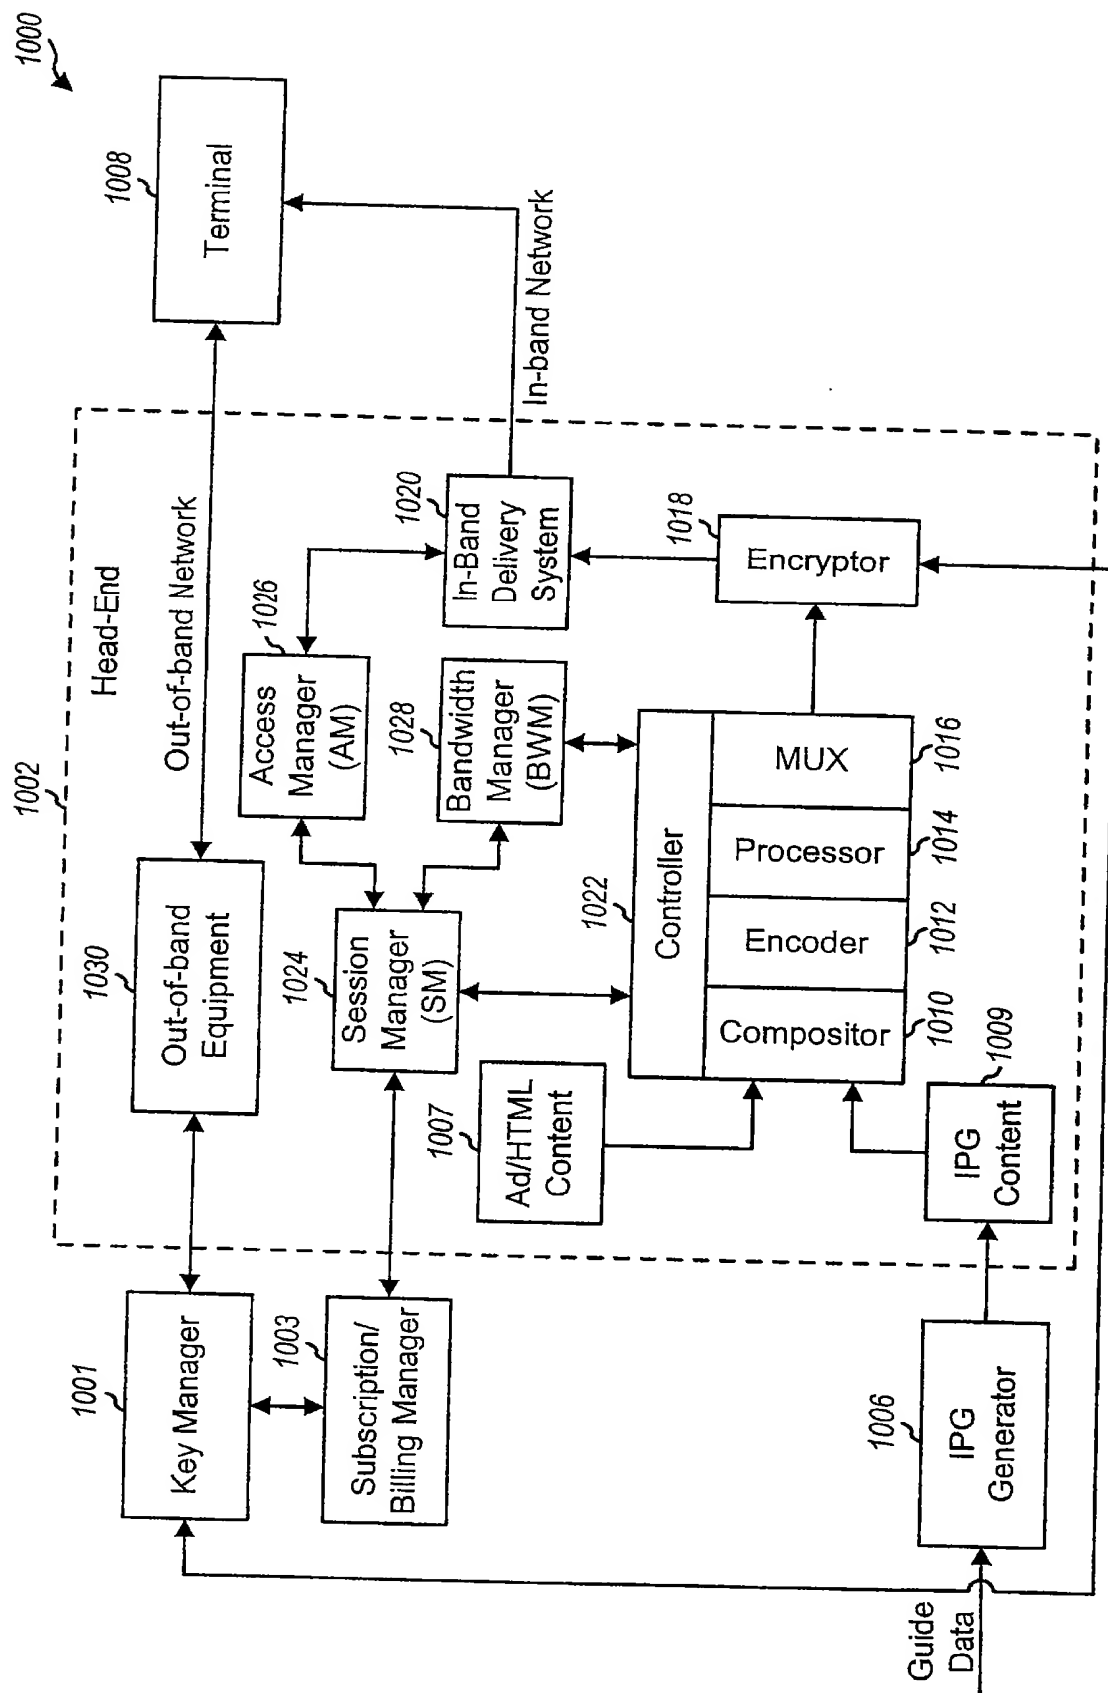 1000
1002
Head-End
1001
Key Manager
1030
Out-of-band
Equipment
Out-of-band Network
1008
Terminal
1003
Subscription/
Billing Manager
1024
Session
Manager
(SM)
1026
Access
Manager
(AM)
1028
Bandwidth
Manager
(BWM)
1020
In-Band
Delivery
System
In-band Network
1007
Ad/HTML
Content
1022
Controller
Compositor
Encoder
Processor
MUX
1010
1012
1014
1016
1018
Encryptor
1006
IPG
Generator
1009
IPG
Content
Guide
Data